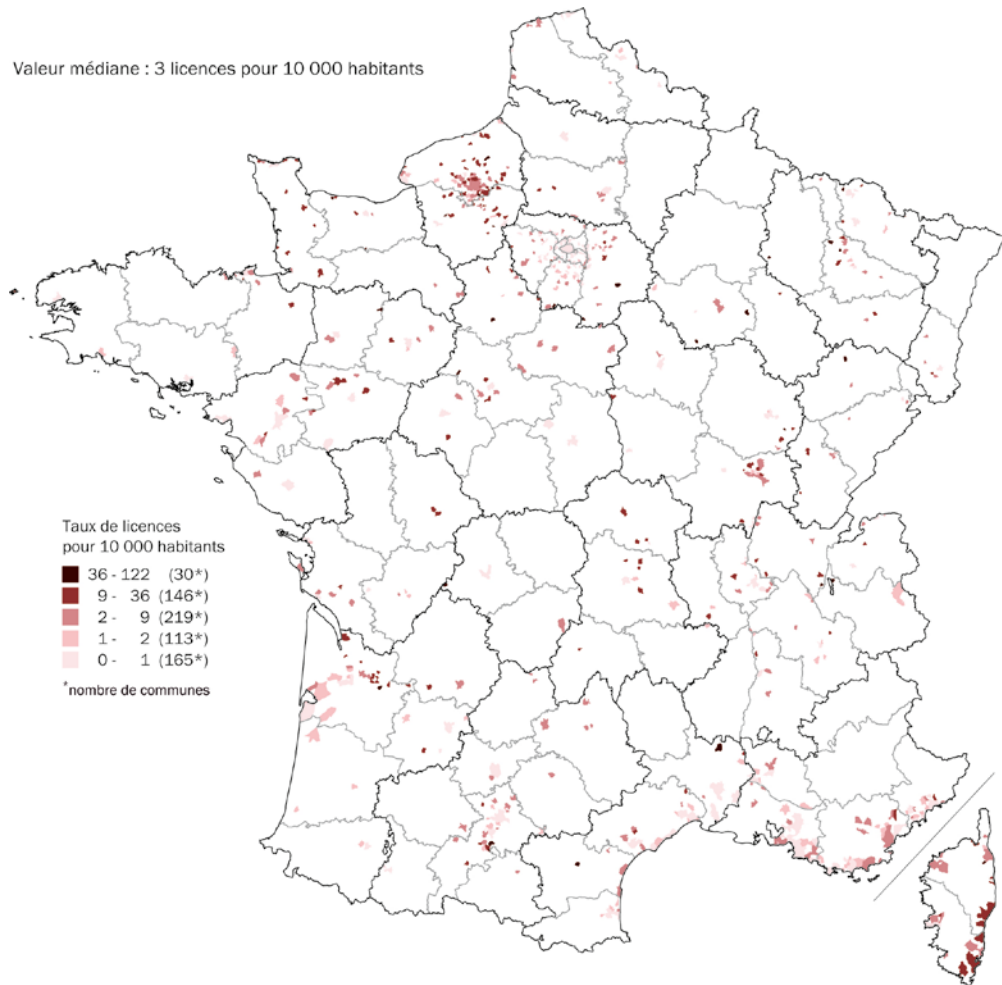 Valeur médiane : 3 licences pour 10 000 habitants
Taux de licences
pour 10 000 habitants
36 - 122 (30*)
9 - 36 (146*)
2 - 9 (219*)
1 - 2 (113*)
0 - 1 (165*)
*nombre de communes